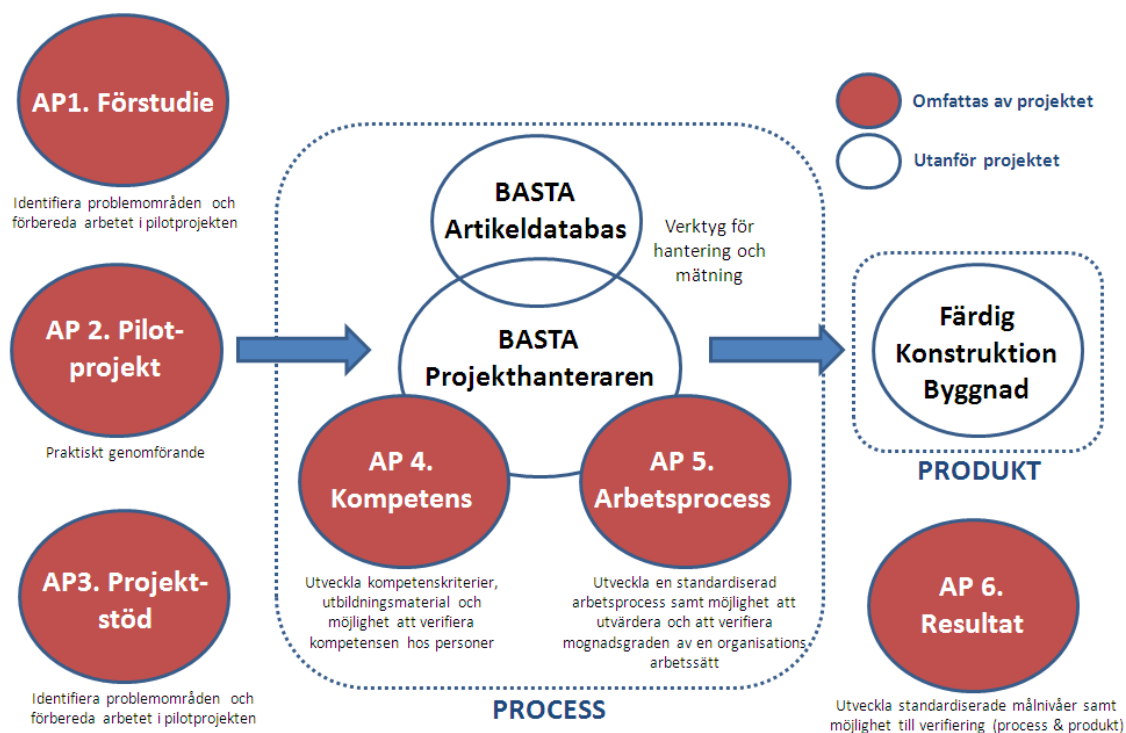 AP1. Förstudie
Identifiera problemområden och
förbereda arbetet i pilotprojekten
AP 2. Pilot-
projekt
Praktiskt genomförande
AP3. Projekt-
stöd
Identifiera problemområden och
förbereda arbetet i pilotprojekten
BASTA
Artikeldatabas
Verktyg för
hantering och
mätning
BASTA
Projekthanteraren
AP 4.
Kompetens
Utveckla kompetenskriterier,
utbildningsmaterial och
möjlighet att verifiera
kompetensen hos personer
AP 5.
Arbetsprocess
Utveckla en standardiserad
arbetsprocess samt möjlighet att
utvärdera och att verifiera
mognadsgraden av en organisations
arbetssätt
PROCESS
Omfattas av projektet
Utanför projektet
Färdig
Konstruktion
Byggnad
PRODUKT
AP 6.
Resultat
Utveckla standardiserade målnivåer samt
möjlighet till verifiering (process & produkt)